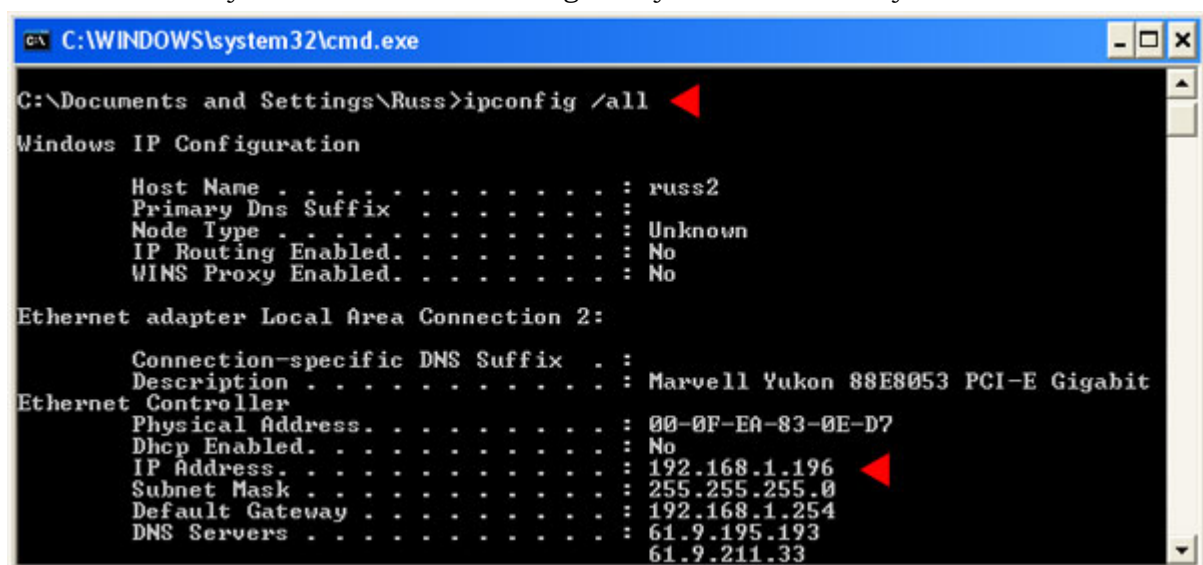 C:\WINDOWS\system32\cmd.exe
C:\Documents and Settings\Russ>ipconfig /all
Windows IP Configuration
Host Name . . . . . . . . . . . . : russ2
Primary Dns Suffix . . . . . . . :
Node Type . . . . . . . . . . . . : Unknown
IP Routing Enabled. . . . . . . . : No
WINS Proxy Enabled. . . . . . . . : No
Ethernet adapter Local Area Connection 2:
Connection-specific DNS Suffix . :
Description . . . . . . . . . . . : Marvell Yukon 88E8053 PCI-E Gigabit
Ethernet Controller
Physical Address. . . . . . . . . : 00-0F-EA-83-0E-D7
Dhcp Enabled. . . . . . . . . . . : No
IP Address. . . . . . . . . . . . : 192.168.1.196
Subnet Mask . . . . . . . . . . . : 255.255.255.0
Default Gateway . . . . . . . . . : 192.168.1.254
DNS Servers . . . . . . . . . . . : 61.9.195.193
61.9.211.33